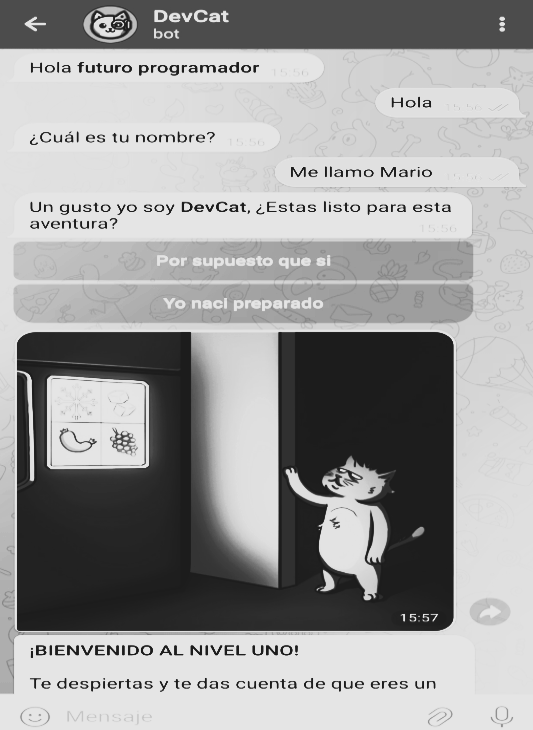 DevCat
bot
Hola futuro programador 15:56
Hola 15:56
¿Cuál es tu nombre? 15:56
Me llamo Mario 15:56
Un gusto yo soy DevCat, ¿Estas listo para esta
aventura? 15:56
Por supuesto que si
Yo naci preparado
15:57
¡BIENVENIDO AL NIVEL UNO!
Te despiertas y te das cuenta de que eres un
Mensaje